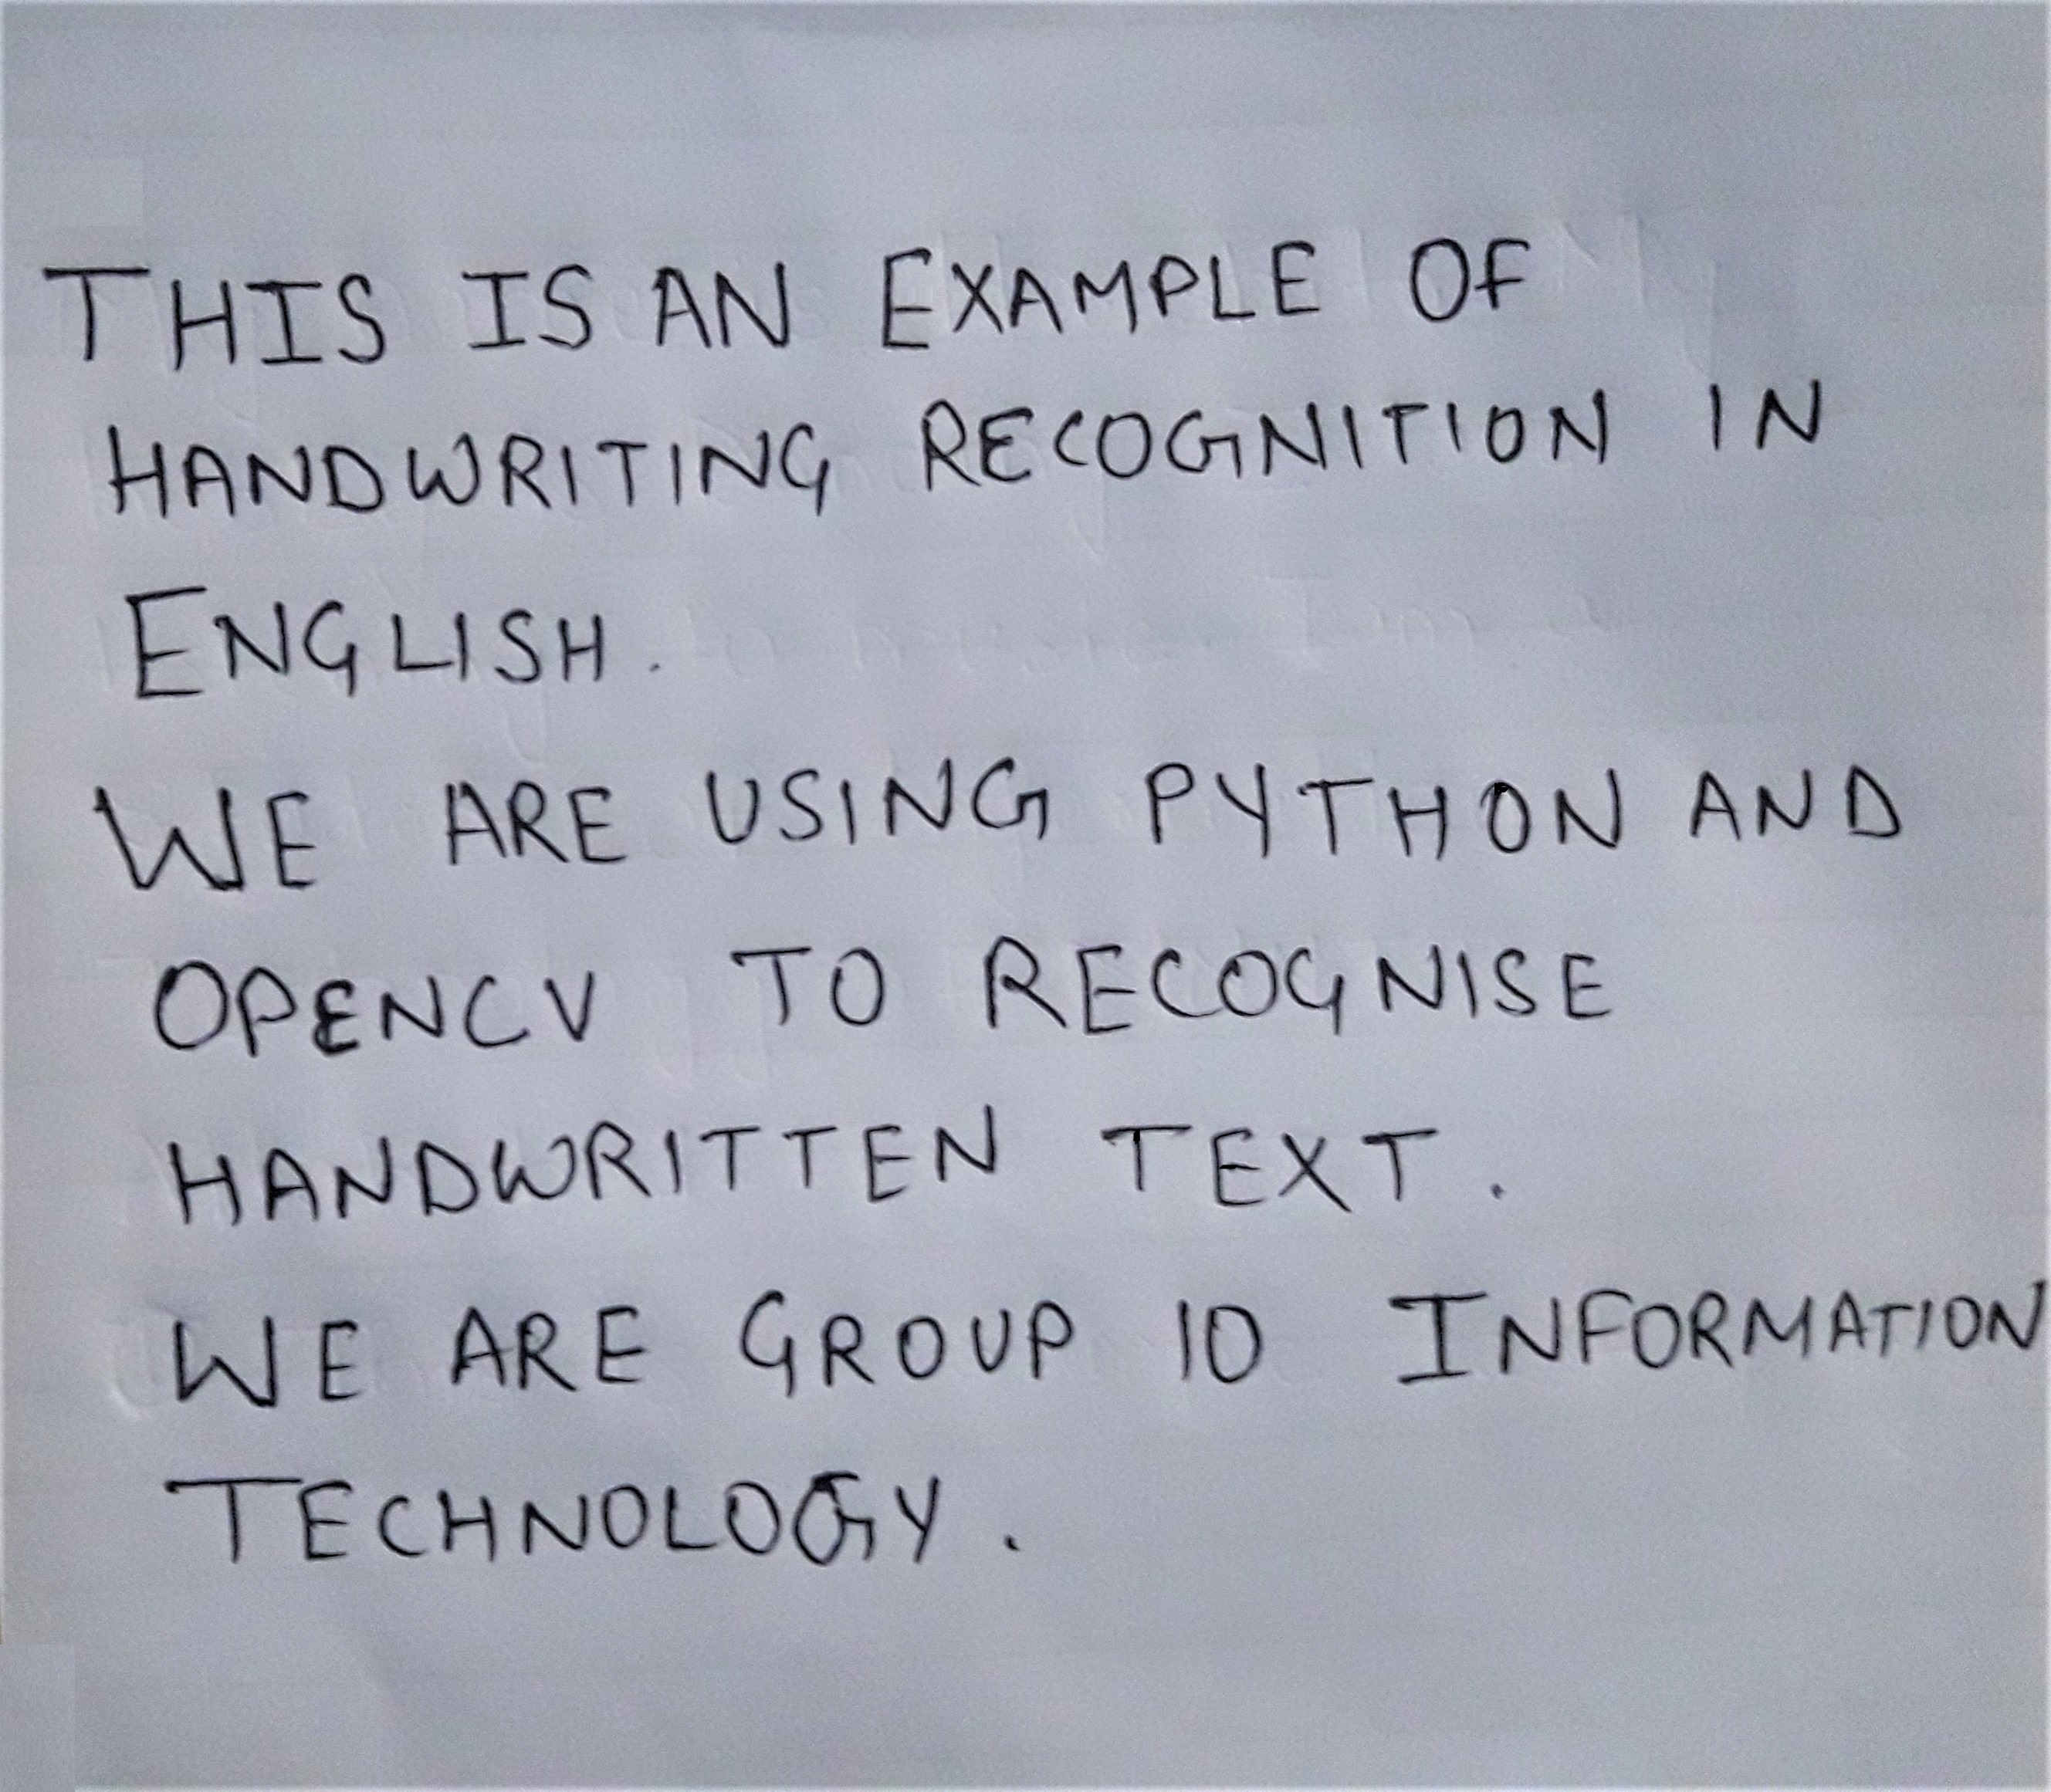 THIS IS AN EXAMPLE OF
HANDWRITING RECOGNITION IN
ENGLISH.
WE ARE USING PYTHON AND
OPENCV TO RECOGNISE
HANDWRITTEN TEXT.
WE ARE GROUP 10 INFORMATION
TECHNOLOGY.